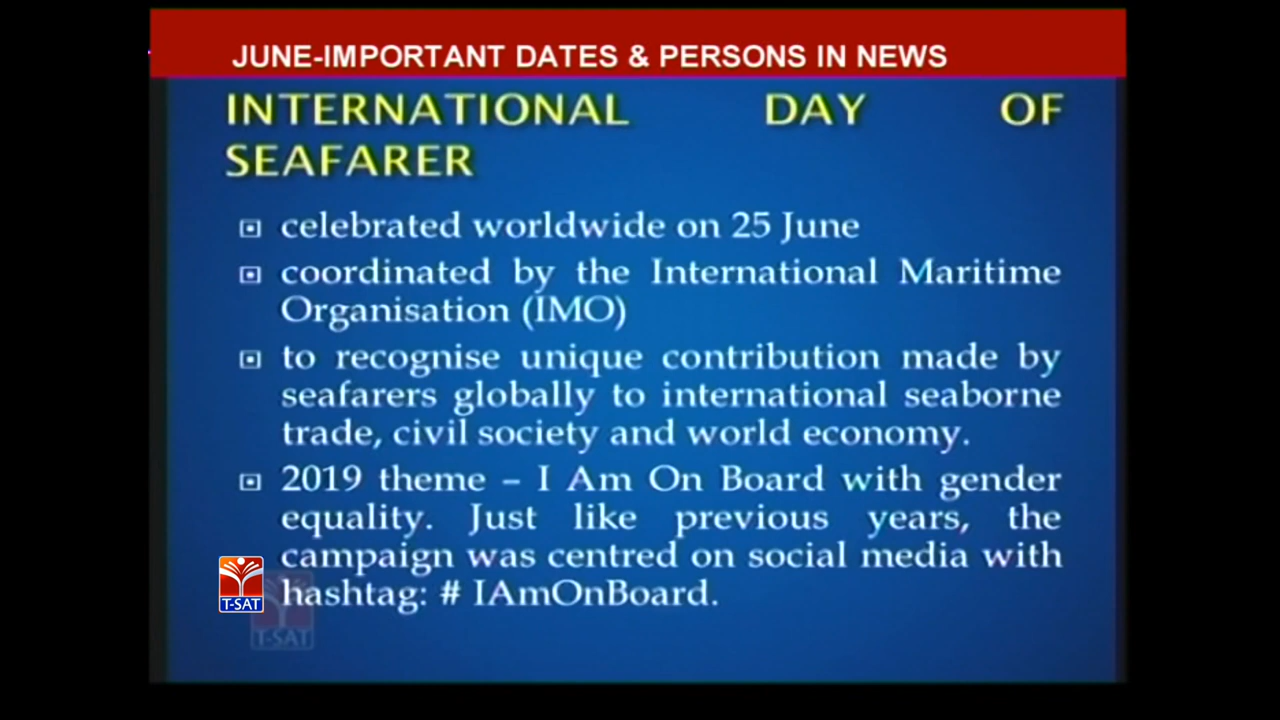 JUNE-IMPORTANT DATES & PERSONS IN NEWS
INTERNATIONAL DAY OF
SEAFARER
celebrated worldwide on 25 June
coordinated by the International Maritime
Organisation (IMO)
to recognise unique contribution made by
seafarers globally to international seaborne
trade, civil society and world economy.
2019 theme – I Am On Board with gender
equality. Just like previous years, the
campaign was centred on social media with
hashtag: # IAmOnBoard.
T-SAT
T-SAT